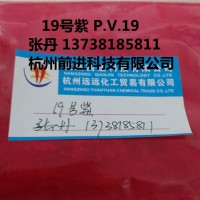 19号紫 P.V.19
张丹 13738185811
杭州前进科技有限公司
HANGZHOU QIANJIN TECHNOLOGY
杭州远远化工贸易有限公司
HANGZHOU YUANYUAN CHEMICAL TRADE CO.,LTD
19号紫
张丹 13738185811